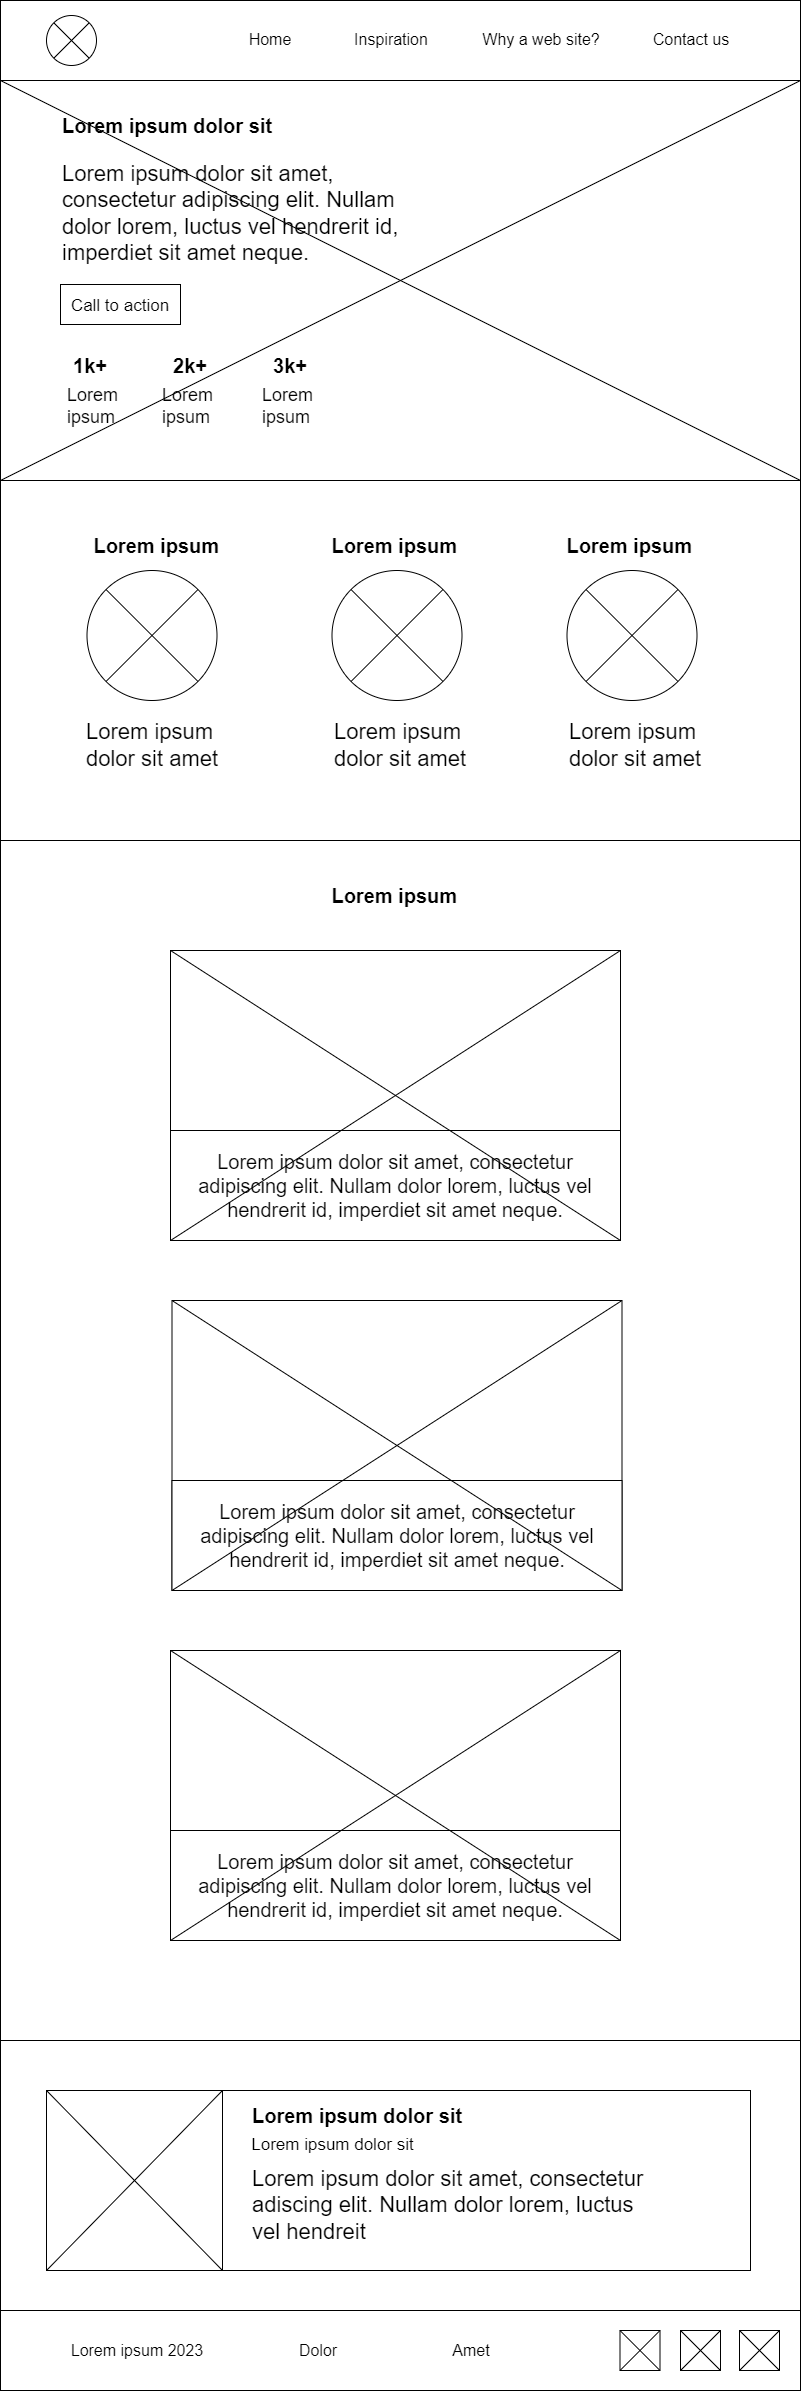 Home Inspiration Why a web site? Contact us
Lorem ipsum dolor sit
Lorem ipsum dolor sit amet,
consectetur adipiscing elit. Nullam
dolor lorem, luctus vel hendrerit id,
imperdiet sit amet neque.
Call to action
1k+ 2k+ 3k+
Lorem Lorem Lorem
ipsum ipsum ipsum
Lorem ipsum Lorem ipsum Lorem ipsum
Lorem ipsum Lorem ipsum Lorem ipsum
dolor sit amet dolor sit amet dolor sit amet
Lorem ipsum
Lorem ipsum dolor sit amet, consectetur
adipiscing elit. Nullam dolor lorem, luctus vel
hendrerit id, imperdiet sit amet neque.
Lorem ipsum dolor sit amet, consectetur
adipiscing elit. Nullam dolor lorem, luctus vel
hendrerit id, imperdiet sit amet neque.
Lorem ipsum dolor sit amet, consectetur
adipiscing elit. Nullam dolor lorem, luctus vel
hendrerit id, imperdiet sit amet neque.
Lorem ipsum dolor sit
Lorem ipsum dolor sit
Lorem ipsum dolor sit amet, consectetur
adiscing elit. Nullam dolor lorem, luctus
vel hendreit
Lorem ipsum 2023 Dolor Amet